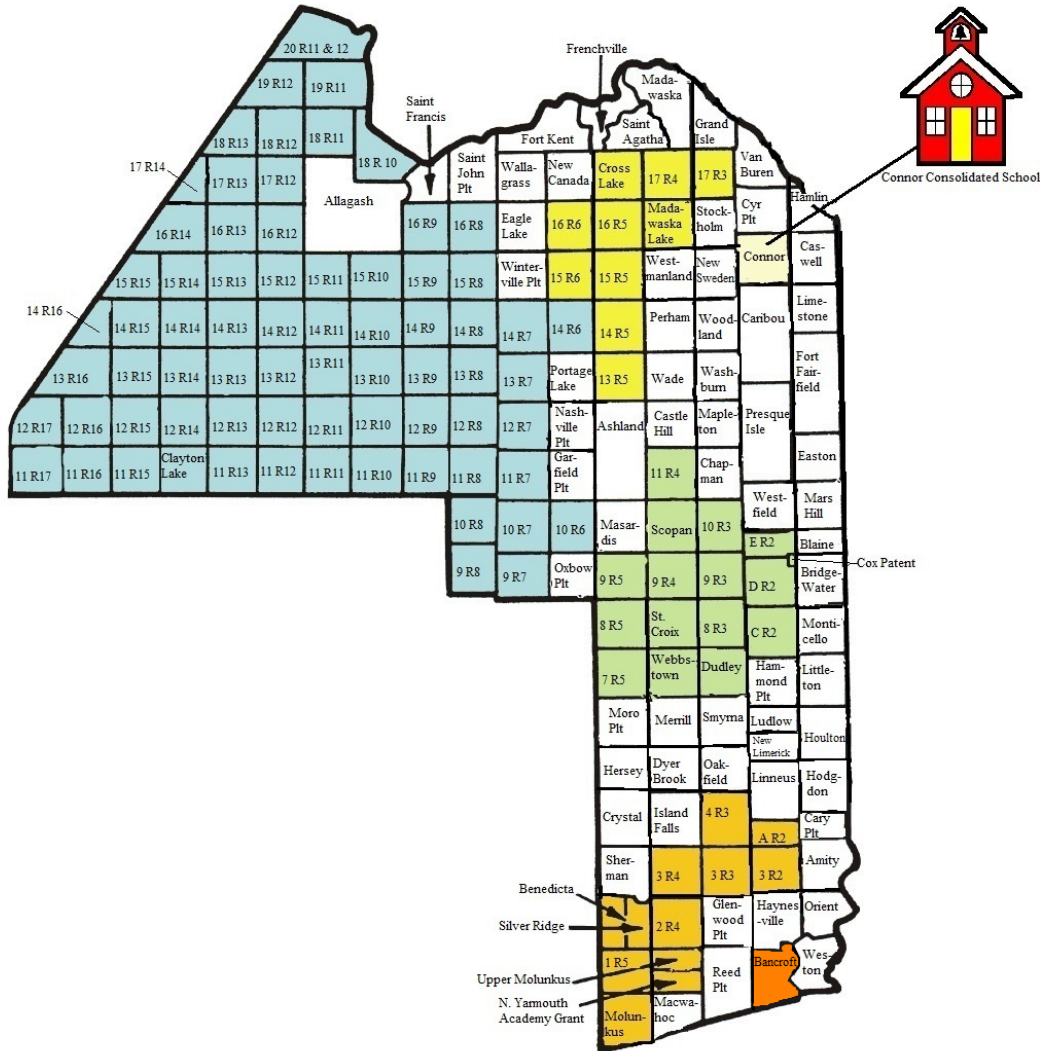 20 R11 & 12
Frenchville
Mada-
waska
19 R12
19 R11
Saint
Francis
Saint
Agatha
Grand
Isle
18 R13
18 R12
18 R11
18 R 10
Fort Kent
Van
Buren
Connor Consolidated School
17 R14
17 R13
17 R12
Allagash
Saint
John
Plt
Walla-
grass
New
Canada
Cross
Lake
17 R4
17 R3
Hamlin
16 R14
16 R13
16 R12
16 R9
16 R8
Eagle
Lake
16 R6
16 R5
Mada-
waska
Lake
Stock-
holm
Cyr
Plt
15 R15
15 R14
15 R13
15 R12
15 R11
15 R10
15 R9
15 R8
Winter-
ville Plt
15 R6
15 R5
West-
manland
New
Sweden
Connor
Cas-
well
14 R16
14 R15
14 R14
14 R13
14 R12
14 R11
14 R10
14 R9
14 R8
14 R7
14 R6
14 R5
Perham
Wood-
land
Caribou
Lime-
stone
13 R16
13 R15
13 R14
13 R13
13 R12
13 R11
13 R10
13 R9
13 R8
13 R7
Portage
Lake
13 R5
Wade
Wash-
burn
Fort
Fair-
field
12 R17
12 R16
12 R15
12 R14
12 R13
12 R12
12 R11
12 R10
12 R9
12 R8
12 R7
Nash-
ville
Plt
Ashland
Castle
Hill
Maple-
ton
Presque
Isle
11 R17
11 R16
11 R15
Clayton
Lake
11 R13
11 R12
11 R11
11 R10
11 R9
11 R8
11 R7
Gar-
field
Plt
11 R4
Chap-
man
Easton
10 R8
10 R7
10 R6
Masar-
dis
Scopan
10 R3
West-
field
Mars
Hill
E R2
Blaine
Cox Patent
9 R8
9 R7
Oxbow
Plt
9 R5
9 R4
9 R3
D R2
Bridge-
Water
8 R5
St.
Croix
8 R3
C R2
Monti-
cello
7 R5
Webbs-
town
Dudley
Ham-
mond
Plt
Little-
ton
Moro
Plt
Merrill
Smyrna
Ludlow
New
Limerick
Houlton
Hersey
Dyer
Brook
Oak-
field
Linneus
Hodg-
don
Crystal
Island
Falls
4 R3
A R2
Cary
Plt
Sher-
man
3 R4
3 R3
3 R2
Amity
Benedicta
Silver Ridge
2 R4
Glen-
wood
Plt
Haynes
-ville
Orient
1 R5
Upper Molunkus
Reed
Plt
Bancroft
Wes-
ton
N. Yarmouth
Academy Grant
Molun-
kus
Macwa-
hoc